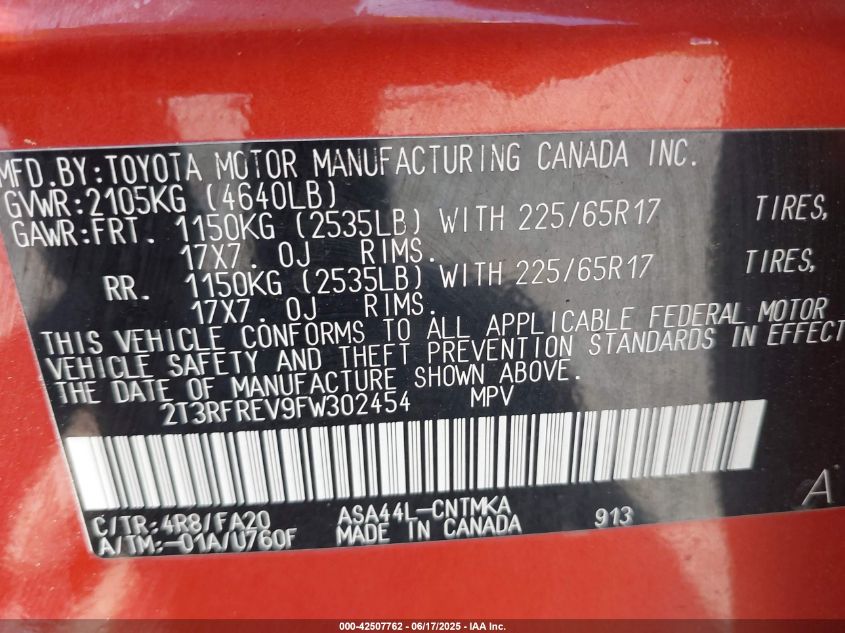 MFD.BY:TOYOTA MOTOR MANUFACTURING CANADA INC.
GVWR:2105KG (4640LB)
GAWR:FRT. 1150KG (2535LB) WITH 225/65R17 TIRES,
17X7.0J RIMS.
RR. 1150KG (2535LB) WITH 225/65R17 TIRES,
17X7.0J RIMS.
THIS VEHICLE CONFORMS TO ALL APPLICABLE FEDERAL MOTOR
VEHICLE SAFETY AND THEFT PREVENTION STANDARDS IN EFFECT
THE DATE OF MANUFACTURE SHOWN ABOVE.
2T3RFREV9FW302454 MPV
C/TR:4R8/FA20 ASA44L-CNTMKA 913 A
A/TM:-01A/U760F MADE IN CANADA
000-42507762 - 06/17/2025 - IAA Inc.